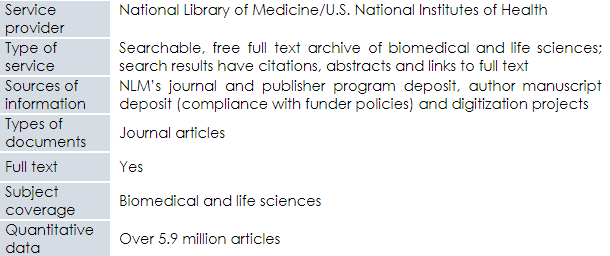 Service National Library of Medicine/U.S. National Institutes of Health
provider
Type of Searchable, free full text archive of biomedical and life sciences;
service search results have citations, abstracts and links to full text
Sources of NLM's journal and publisher program deposit, author manuscript
information deposit (compliance with funder policies) and digitization projects
Types of
documents Journal articles
Full text Yes
Subject
coverage Biomedical and life sciences
Quantitative
data Over 5.9 million articles